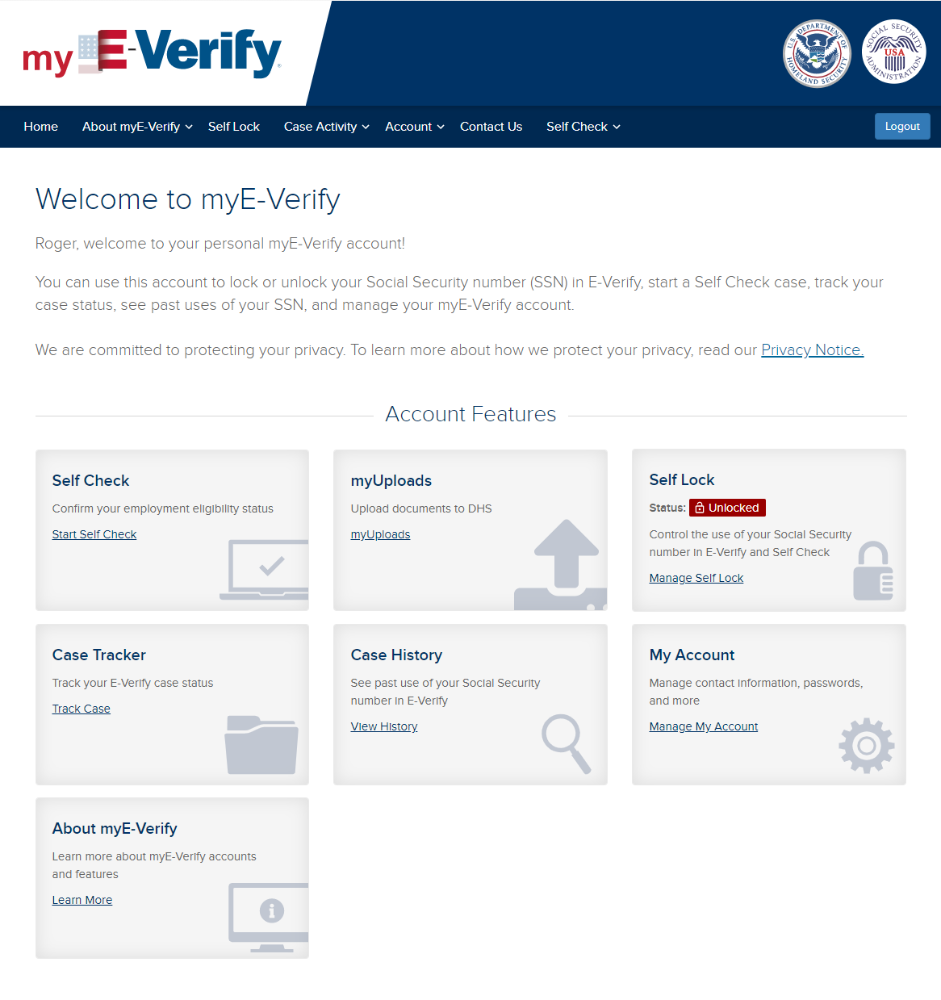 my E-Verify
U.S. DEPARTMENT OF HOMELAND SECURITY
SOCIAL SECURITY ADMINISTRATION
USA
Home About myE-Verify Self Lock Case Activity Account Contact Us Self Check Logout
Welcome to myE-Verify
Roger, welcome to your personal myE-Verify account!
You can use this account to lock or unlock your Social Security number (SSN) in E-Verify, start a Self Check case, track your
case status, see past uses of your SSN, and manage your myE-Verify account.
We are committed to protecting your privacy. To learn more about how we protect your privacy, read our Privacy Notice.
Account Features
Self Check
Confirm your employment eligibility status
Start Self Check
myUploads
Upload documents to DHS
myUploads
Self Lock
Status: Unlocked
Control the use of your Social Security
number in E-Verify and Self Check
Manage Self Lock
Case Tracker
Track your E-Verify case status
Track Case
Case History
See past use of your Social Security
number in E-Verify
View History
My Account
Manage contact information, passwords,
and more
Manage My Account
About myE-Verify
Learn more about myE-Verify accounts
and features
Learn More